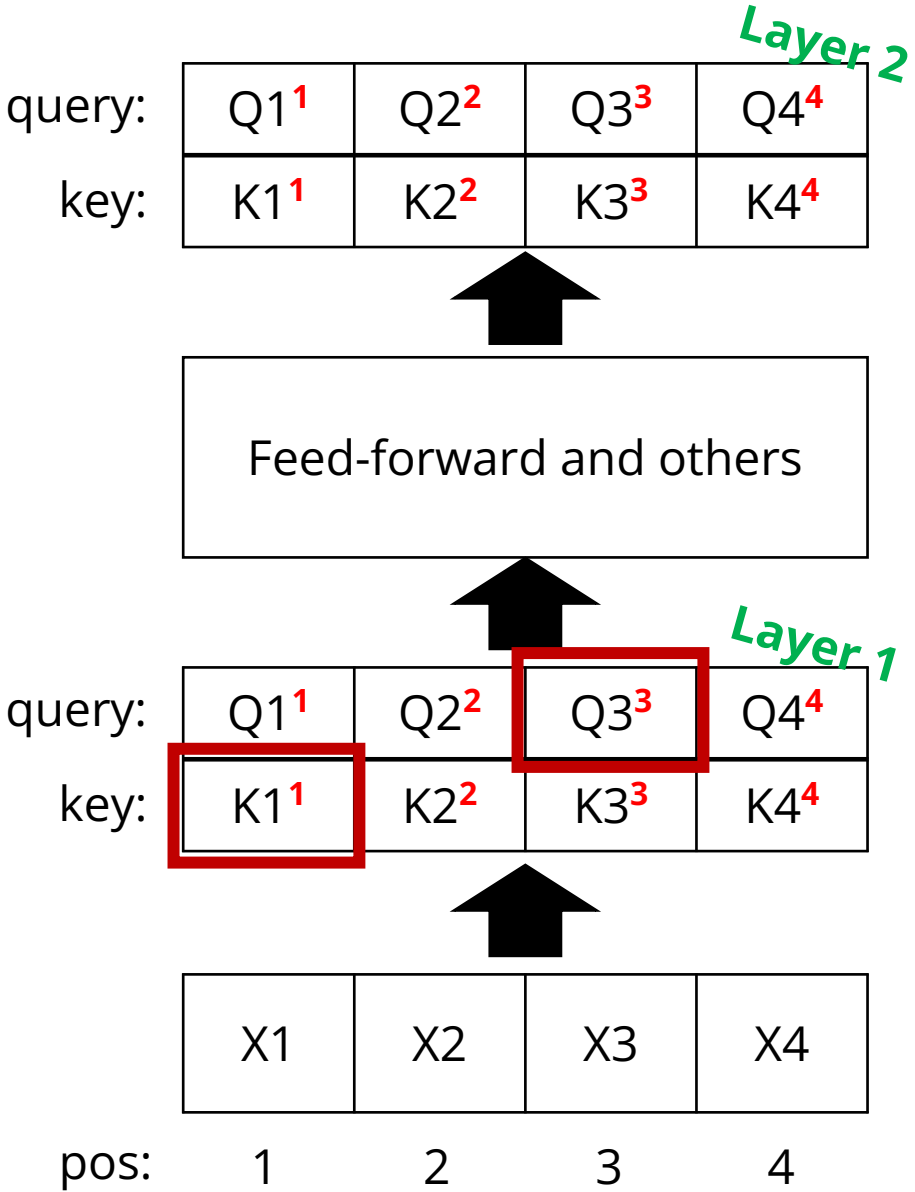 Layer 2
query: Q1¹ Q2² Q3³ Q4⁴
key: K1¹ K2² K3³ K4⁴
Feed-forward and others
Layer 1
query: Q1¹ Q2² Q3³ Q4⁴
key: K1¹ K2² K3³ K4⁴
X1 X2 X3 X4
pos: 1 2 3 4